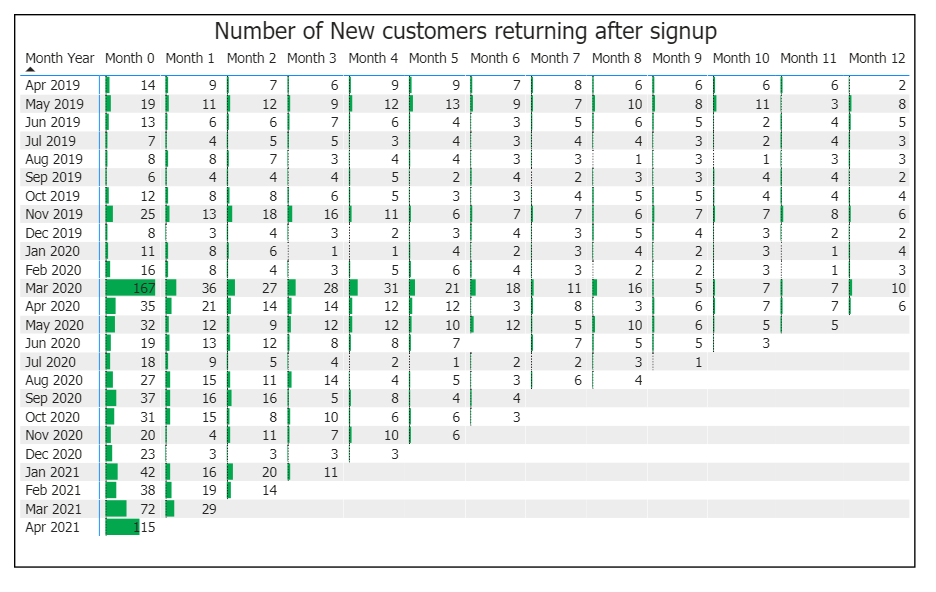 Number of New customers returning after signup
Month Year Month 0 Month 1 Month 2 Month 3 Month 4 Month 5 Month 6 Month 7 Month 8 Month 9 Month 10 Month 11 Month 12
Apr 2019 14 9 7 6 9 9 7 8 6 6 6 6 2
May 2019 19 11 12 9 12 13 9 7 10 8 11 3 8
Jun 2019 13 6 6 7 6 4 3 5 6 5 2 4 5
Jul 2019 7 4 5 5 3 4 3 4 4 3 2 4 3
Aug 2019 8 8 7 3 4 4 3 3 1 3 1 3 3
Sep 2019 6 4 4 4 5 2 4 2 3 3 4 4 2
Oct 2019 12 8 8 6 5 3 3 4 5 5 4 4 4
Nov 2019 25 13 18 16 11 6 7 7 6 7 7 8 6
Dec 2019 8 3 4 3 2 3 4 3 5 4 3 2 2
Jan 2020 11 8 6 1 1 4 2 3 4 2 3 1 4
Feb 2020 16 8 4 3 5 6 4 3 2 2 3 1 3
Mar 2020 167 36 27 28 31 21 18 11 16 5 7 7 10
Apr 2020 35 21 14 14 12 12 3 8 3 6 7 7 6
May 2020 32 12 9 12 12 10 12 5 10 6 5 5
Jun 2020 19 13 12 8 8 7 7 5 5 3
Jul 2020 18 9 5 4 2 1 2 2 3 1
Aug 2020 27 15 11 14 4 5 3 6 4
Sep 2020 37 16 16 5 8 4 4
Oct 2020 31 15 8 10 6 6 3
Nov 2020 20 4 11 7 10 6
Dec 2020 23 3 3 3 3
Jan 2021 42 16 20 11
Feb 2021 38 19 14
Mar 2021 72 29
Apr 2021 115